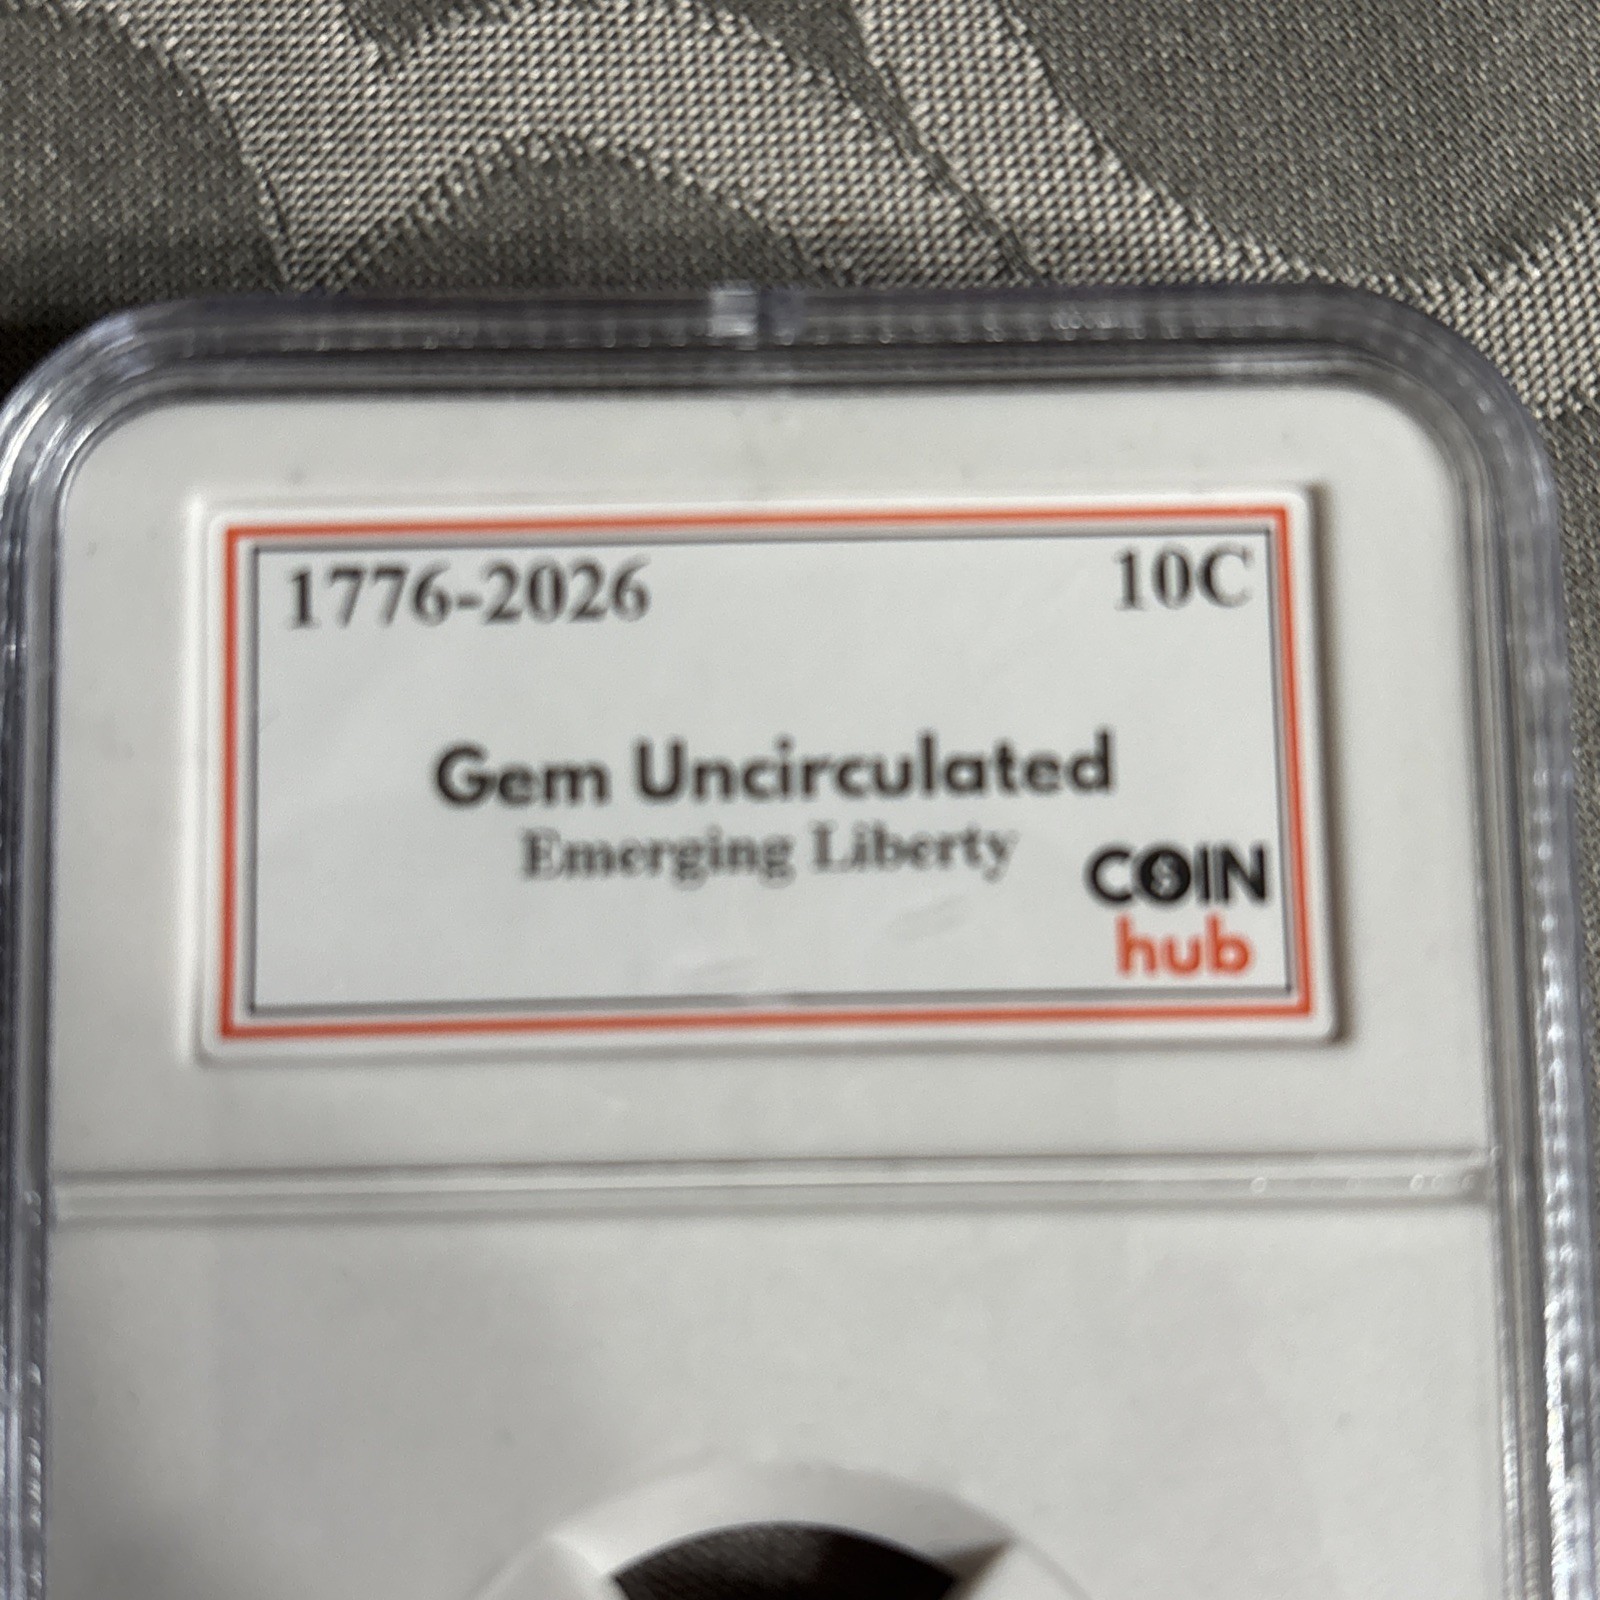 1776-2026 10C
Gem Uncirculated
Emerging Liberty
COIN
hub